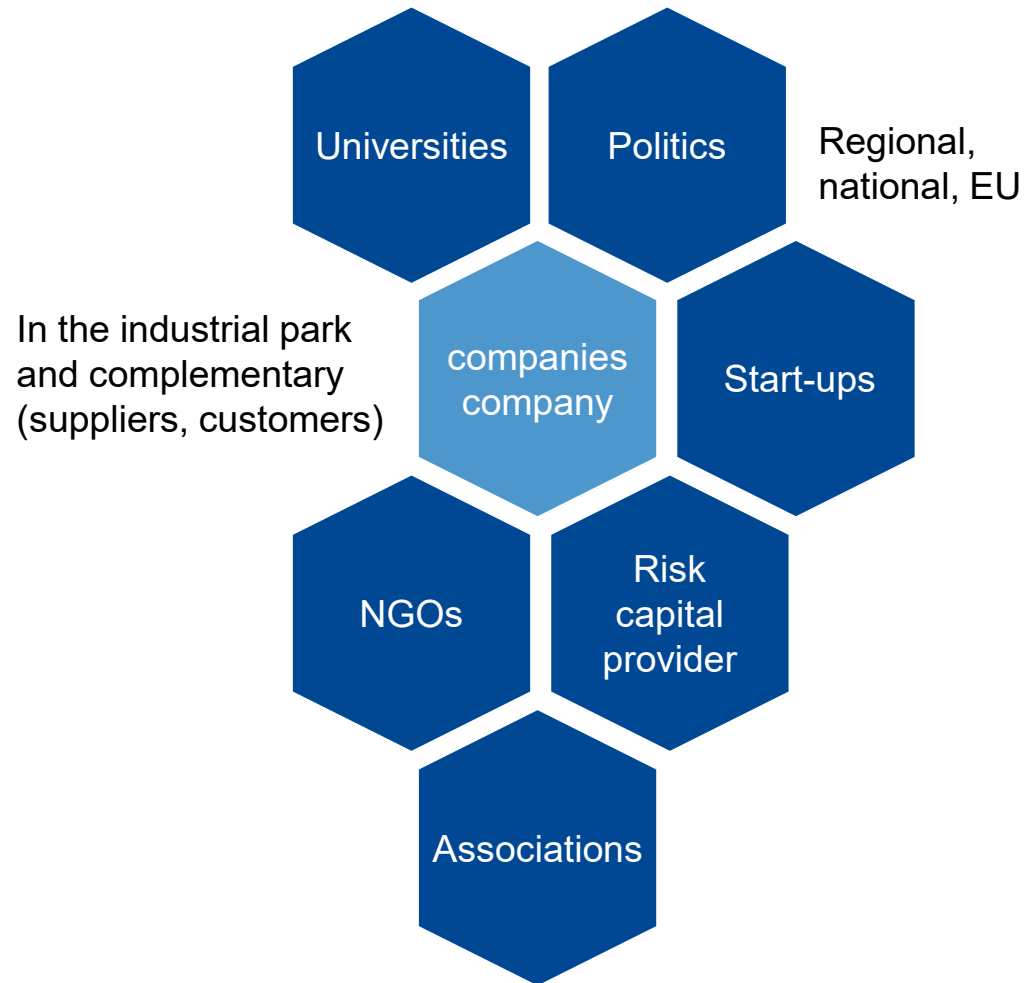 Universities
Politics
Regional,
national, EU
In the industrial park
and complementary
(suppliers, customers)
companies
company
Start-ups
NGOs
Risk
capital
provider
Associations